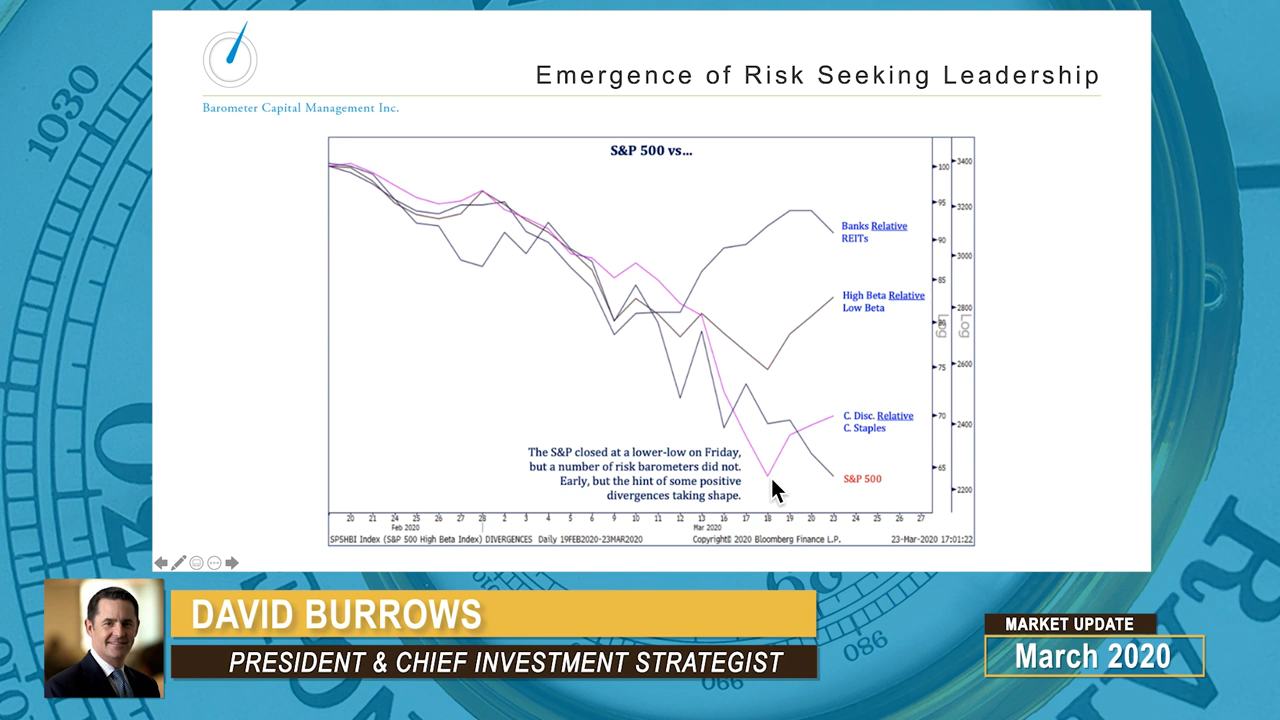 1030
Emergence of Risk Seeking Leadership
Barometer Capital Management Inc.
S&P 500 vs...
100
95
90
85
80
75
70
65
3400
3200
3000
2800
2600
2400
2200
Log
Log
Banks Relative
REITs
High Beta Relative
Low Beta
C. Disc. Relative
C. Staples
S&P 500
The S&P closed at a lower-low on Friday,
but a number of risk barometers did not.
Early, but the hint of some positive
divergences taking shape.
20 21 24 25 26 27 28 2 3 4 5 6 9 10 11 12 13 16 17 18 19 20 23 24 25 26 27
Feb 2020 Mar 2020
SPSHBI Index (S&P 500 High Beta Index) DIVERGENCES Daily 19FEB2020-23MAR2020 Copyright© 2020 Bloomberg Finance L.P. 23-Mar-2020 17:01:22
DAVID BURROWS
PRESIDENT & CHIEF INVESTMENT STRATEGIST
MARKET UPDATE
March 2020
980
990